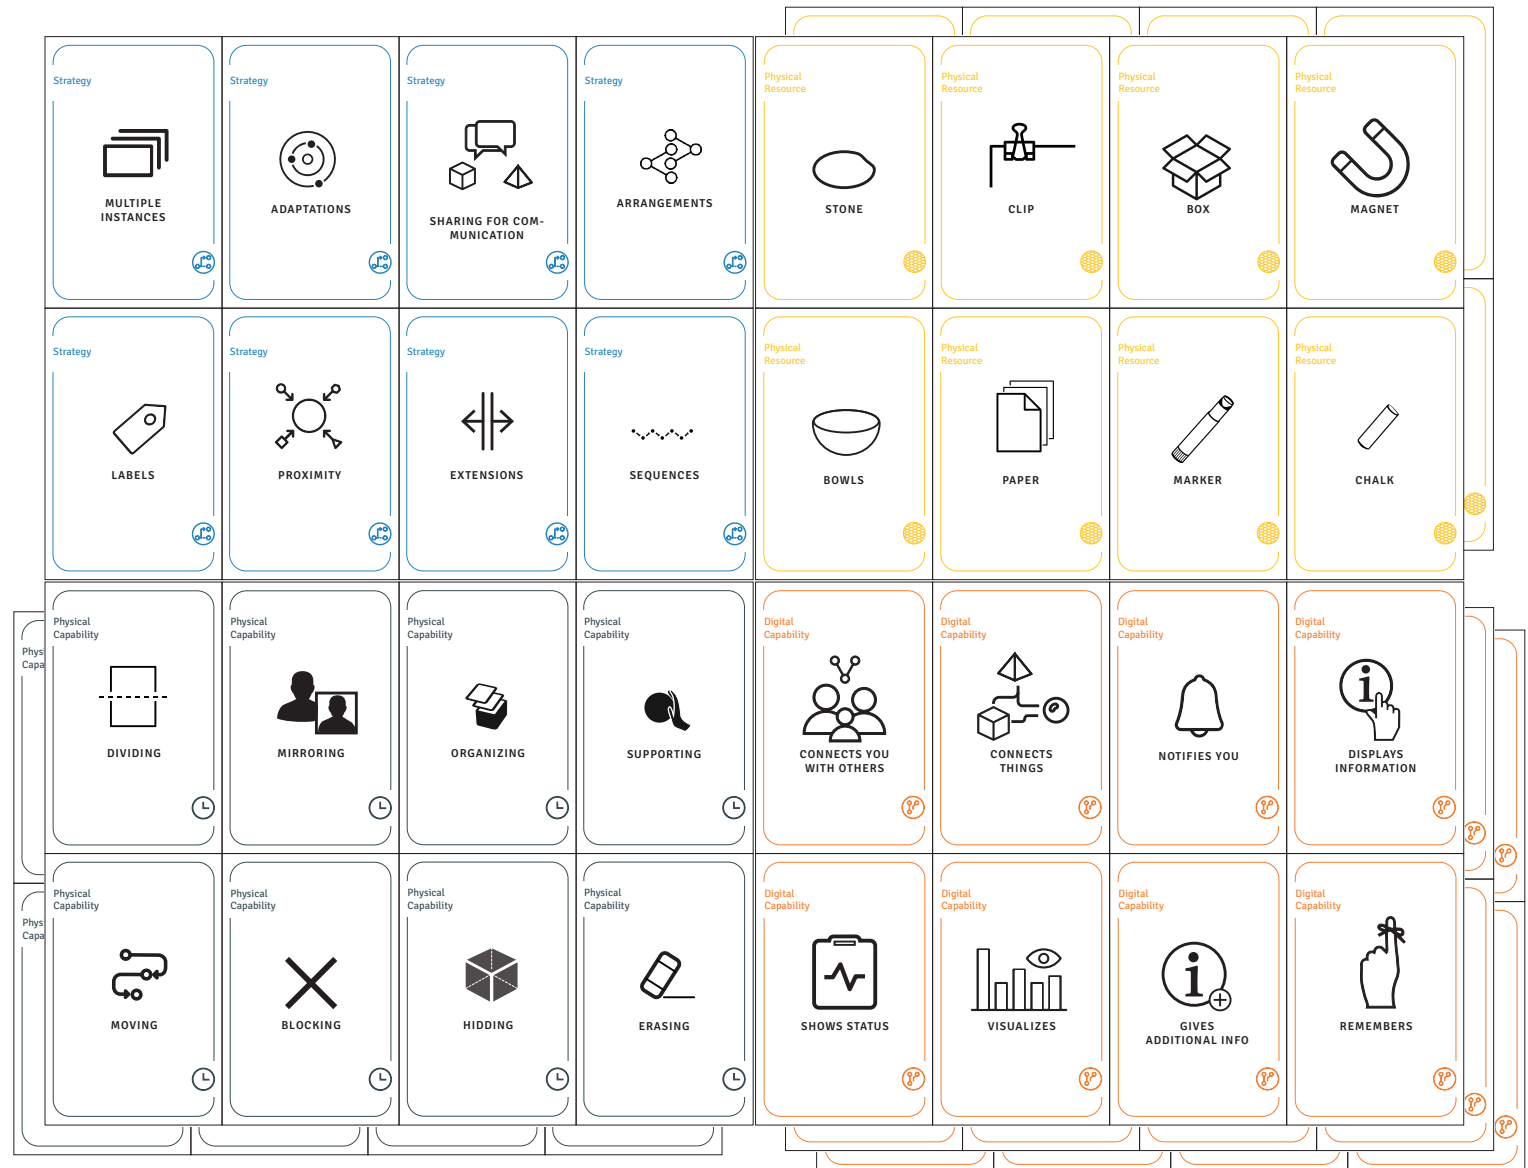 Strategy
MULTIPLE
INSTANCES
Strategy
ADAPTATIONS
Strategy
SHARING FOR COM-
MUNICATION
Strategy
ARRANGEMENTS
Physical
Resource
STONE
Physical
Resource
CLIP
Physical
Resource
BOX
Physical
Resource
MAGNET
Strategy
LABELS
Strategy
PROXIMITY
Strategy
EXTENSIONS
Strategy
SEQUENCES
Physical
Resource
BOWLS
Physical
Resource
PAPER
Physical
Resource
MARKER
Physical
Resource
CHALK
Phys
Capa
Physical
Capability
DIVIDING
Physical
Capability
MIRRORING
Physical
Capability
ORGANIZING
Physical
Capability
SUPPORTING
Digital
Capability
CONNECTS YOU
WITH OTHERS
Digital
Capability
CONNECTS
THINGS
Digital
Capability
NOTIFIES YOU
Digital
Capability
DISPLAYS
INFORMATION
Phys
Capa
Physical
Capability
MOVING
Physical
Capability
BLOCKING
Physical
Capability
HIDDING
Physical
Capability
ERASING
Digital
Capability
SHOWS STATUS
Digital
Capability
VISUALIZES
Digital
Capability
GIVES
ADDITIONAL INFO
Digital
Capability
REMEMBERS